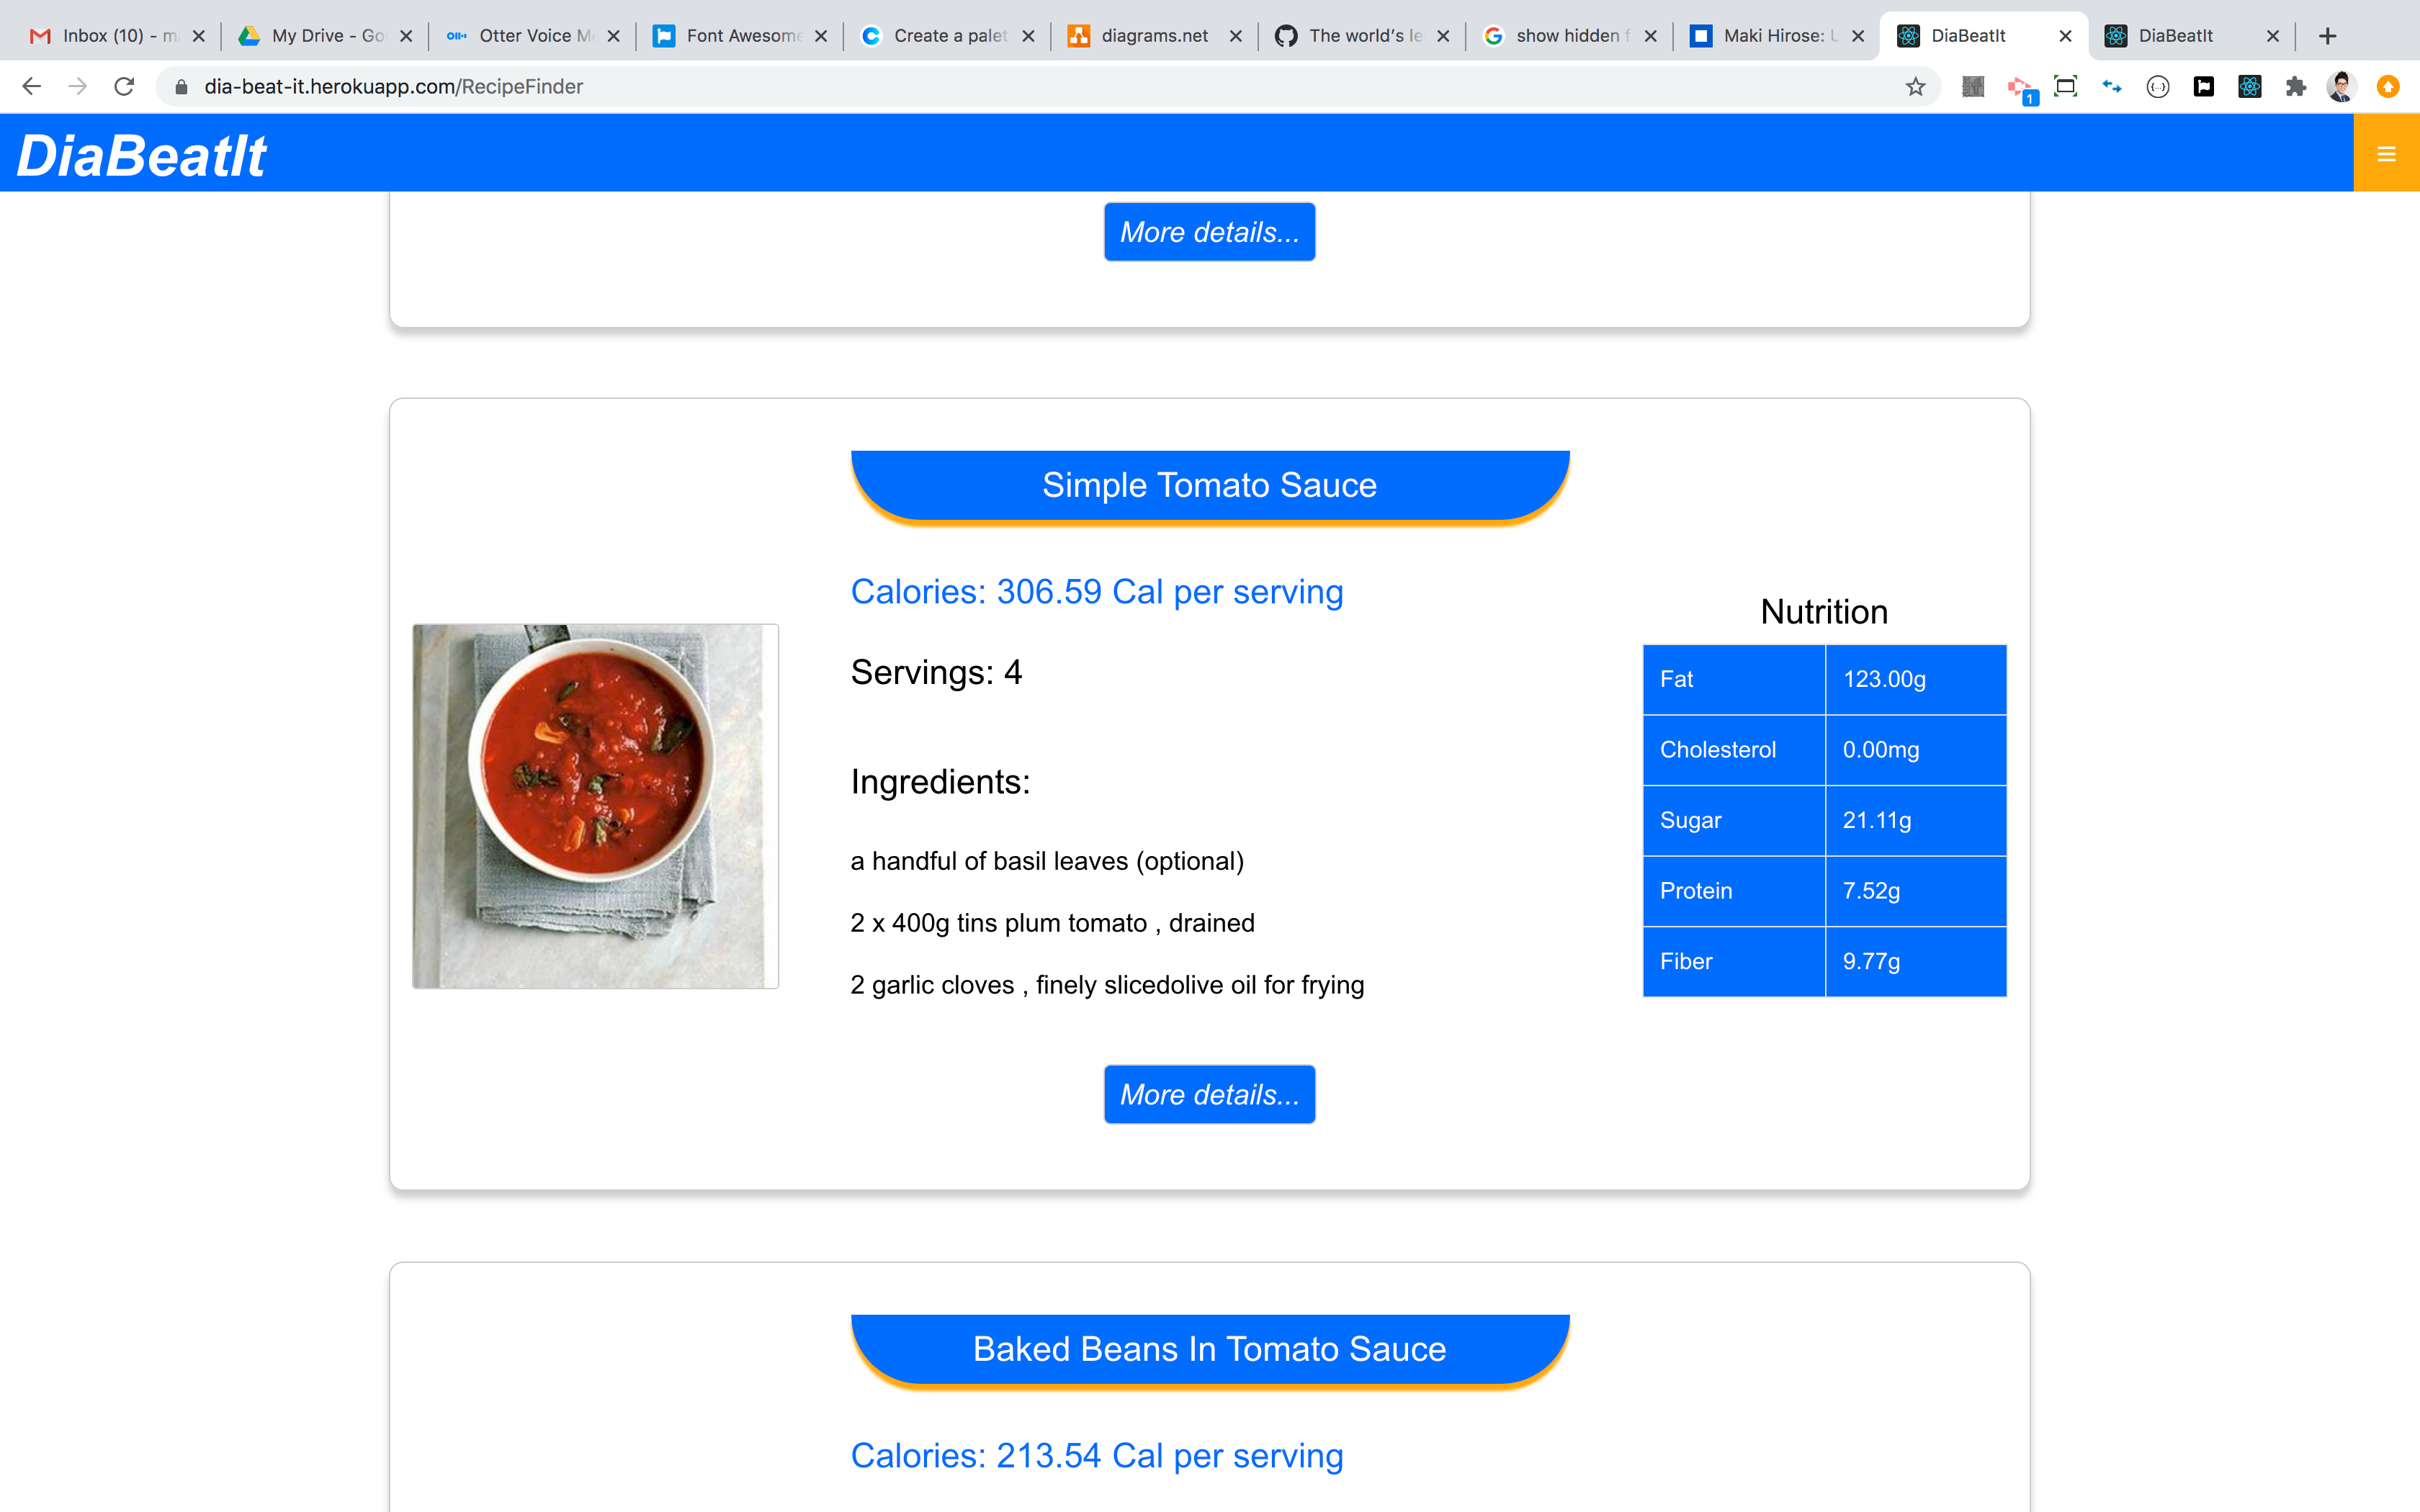 Inbox (10) - m
My Drive - Go
Otter Voice M
Font Awesome
Create a palet
diagrams.net
The world's le
show hidden f
Maki Hirose: U
DiaBeatIt
DiaBeatIt
dia-beat-it.herokuapp.com/RecipeFinder
1
DiaBeatIt
More details...
Simple Tomato Sauce
Calories: 306.59 Cal per serving
Servings: 4
Ingredients:
a handful of basil leaves (optional)
2 x 400g tins plum tomato , drained
2 garlic cloves , finely slicedolive oil for frying
More details...
Nutrition
Fat 123.00g
Cholesterol 0.00mg
Sugar 21.11g
Protein 7.52g
Fiber 9.77g
Baked Beans In Tomato Sauce
Calories: 213.54 Cal per serving